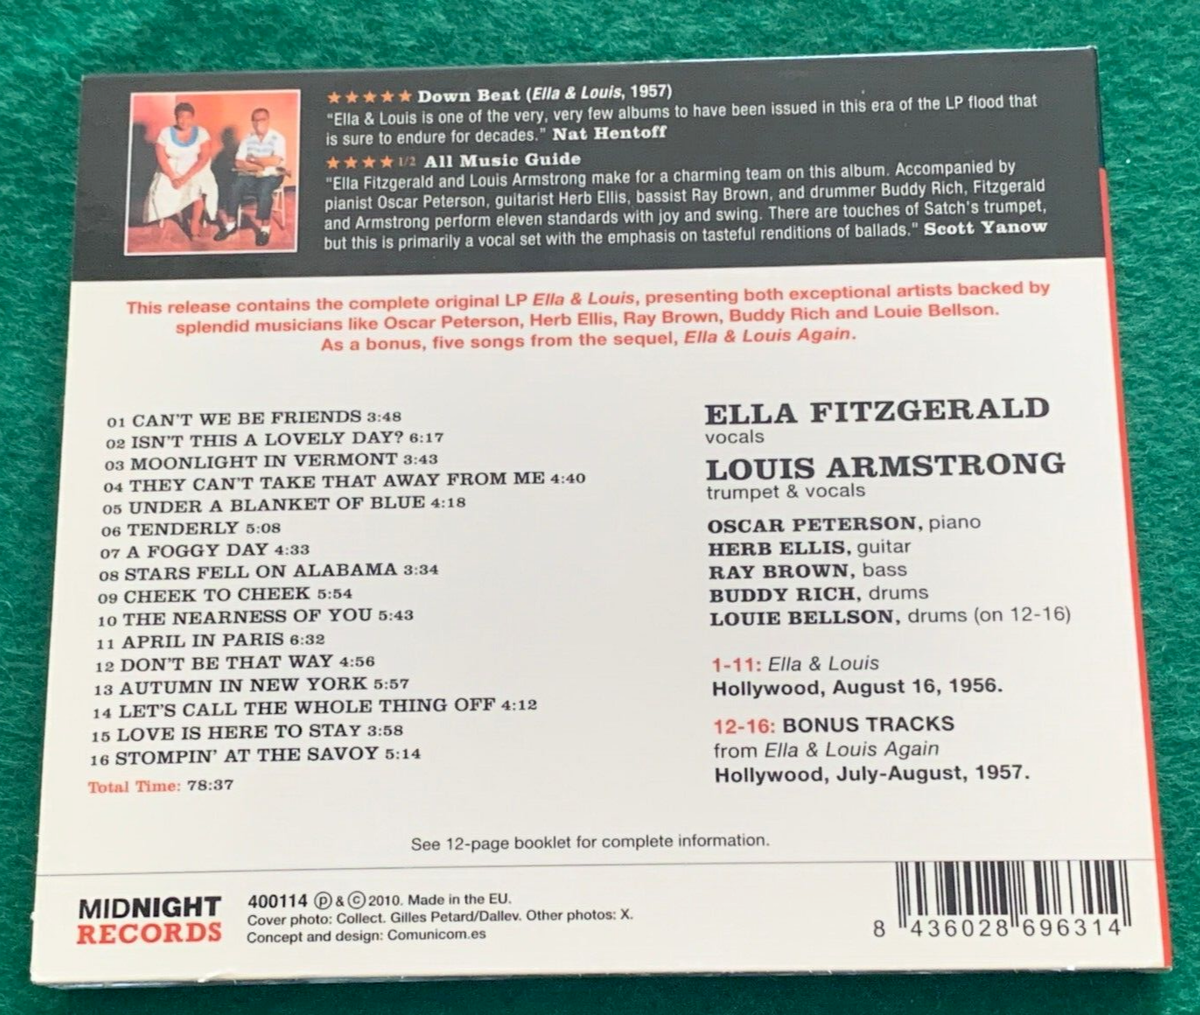 ★★★★★ Down Beat (Ella & Louis, 1957)
"Ella & Louis is one of the very, very few albums to have been issued in this era of the LP flood that
is sure to endure for decades." Nat Hentoff
★★★★1/2 All Music Guide
"Ella Fitzgerald and Louis Armstrong make for a charming team on this album. Accompanied by
pianist Oscar Peterson, guitarist Herb Ellis, bassist Ray Brown, and drummer Buddy Rich, Fitzgerald
and Armstrong perform eleven standards with joy and swing. There are touches of Satch's trumpet,
but this is primarily a vocal set with the emphasis on tasteful renditions of ballads." Scott Yanow
This release contains the complete original LP Ella & Louis, presenting both exceptional artists backed by
splendid musicians like Oscar Peterson, Herb Ellis, Ray Brown, Buddy Rich and Louie Bellson.
As a bonus, five songs from the sequel, Ella & Louis Again.
01 CAN'T WE BE FRIENDS 3:48
02 ISN'T THIS A LOVELY DAY? 6:17
03 MOONLIGHT IN VERMONT 3:43
04 THEY CAN'T TAKE THAT AWAY FROM ME 4:40
05 UNDER A BLANKET OF BLUE 4:18
06 TENDERLY 5:08
07 A FOGGY DAY 4:33
08 STARS FELL ON ALABAMA 3:34
09 CHEEK TO CHEEK 5:54
10 THE NEARNESS OF YOU 5:43
11 APRIL IN PARIS 6:32
12 DON'T BE THAT WAY 4:56
13 AUTUMN IN NEW YORK 5:57
14 LET'S CALL THE WHOLE THING OFF 4:12
15 LOVE IS HERE TO STAY 3:58
16 STOMPIN' AT THE SAVOY 5:14
Total Time: 78:37
ELLA FITZGERALD
vocals
LOUIS ARMSTRONG
trumpet & vocals
OSCAR PETERSON, piano
HERB ELLIS, guitar
RAY BROWN, bass
BUDDY RICH, drums
LOUIE BELLSON, drums (on 12-16)
1-11: Ella & Louis
Hollywood, August 16, 1956.
12-16: BONUS TRACKS
from Ella & Louis Again
Hollywood, July-August, 1957.
See 12-page booklet for complete information.
MIDNIGHT
RECORDS
400114 ℗ & © 2010. Made in the EU.
Cover photo: Collect. Gilles Petard/Dallev. Other photos: X.
Concept and design: Comunicom.es
8 436028 696314